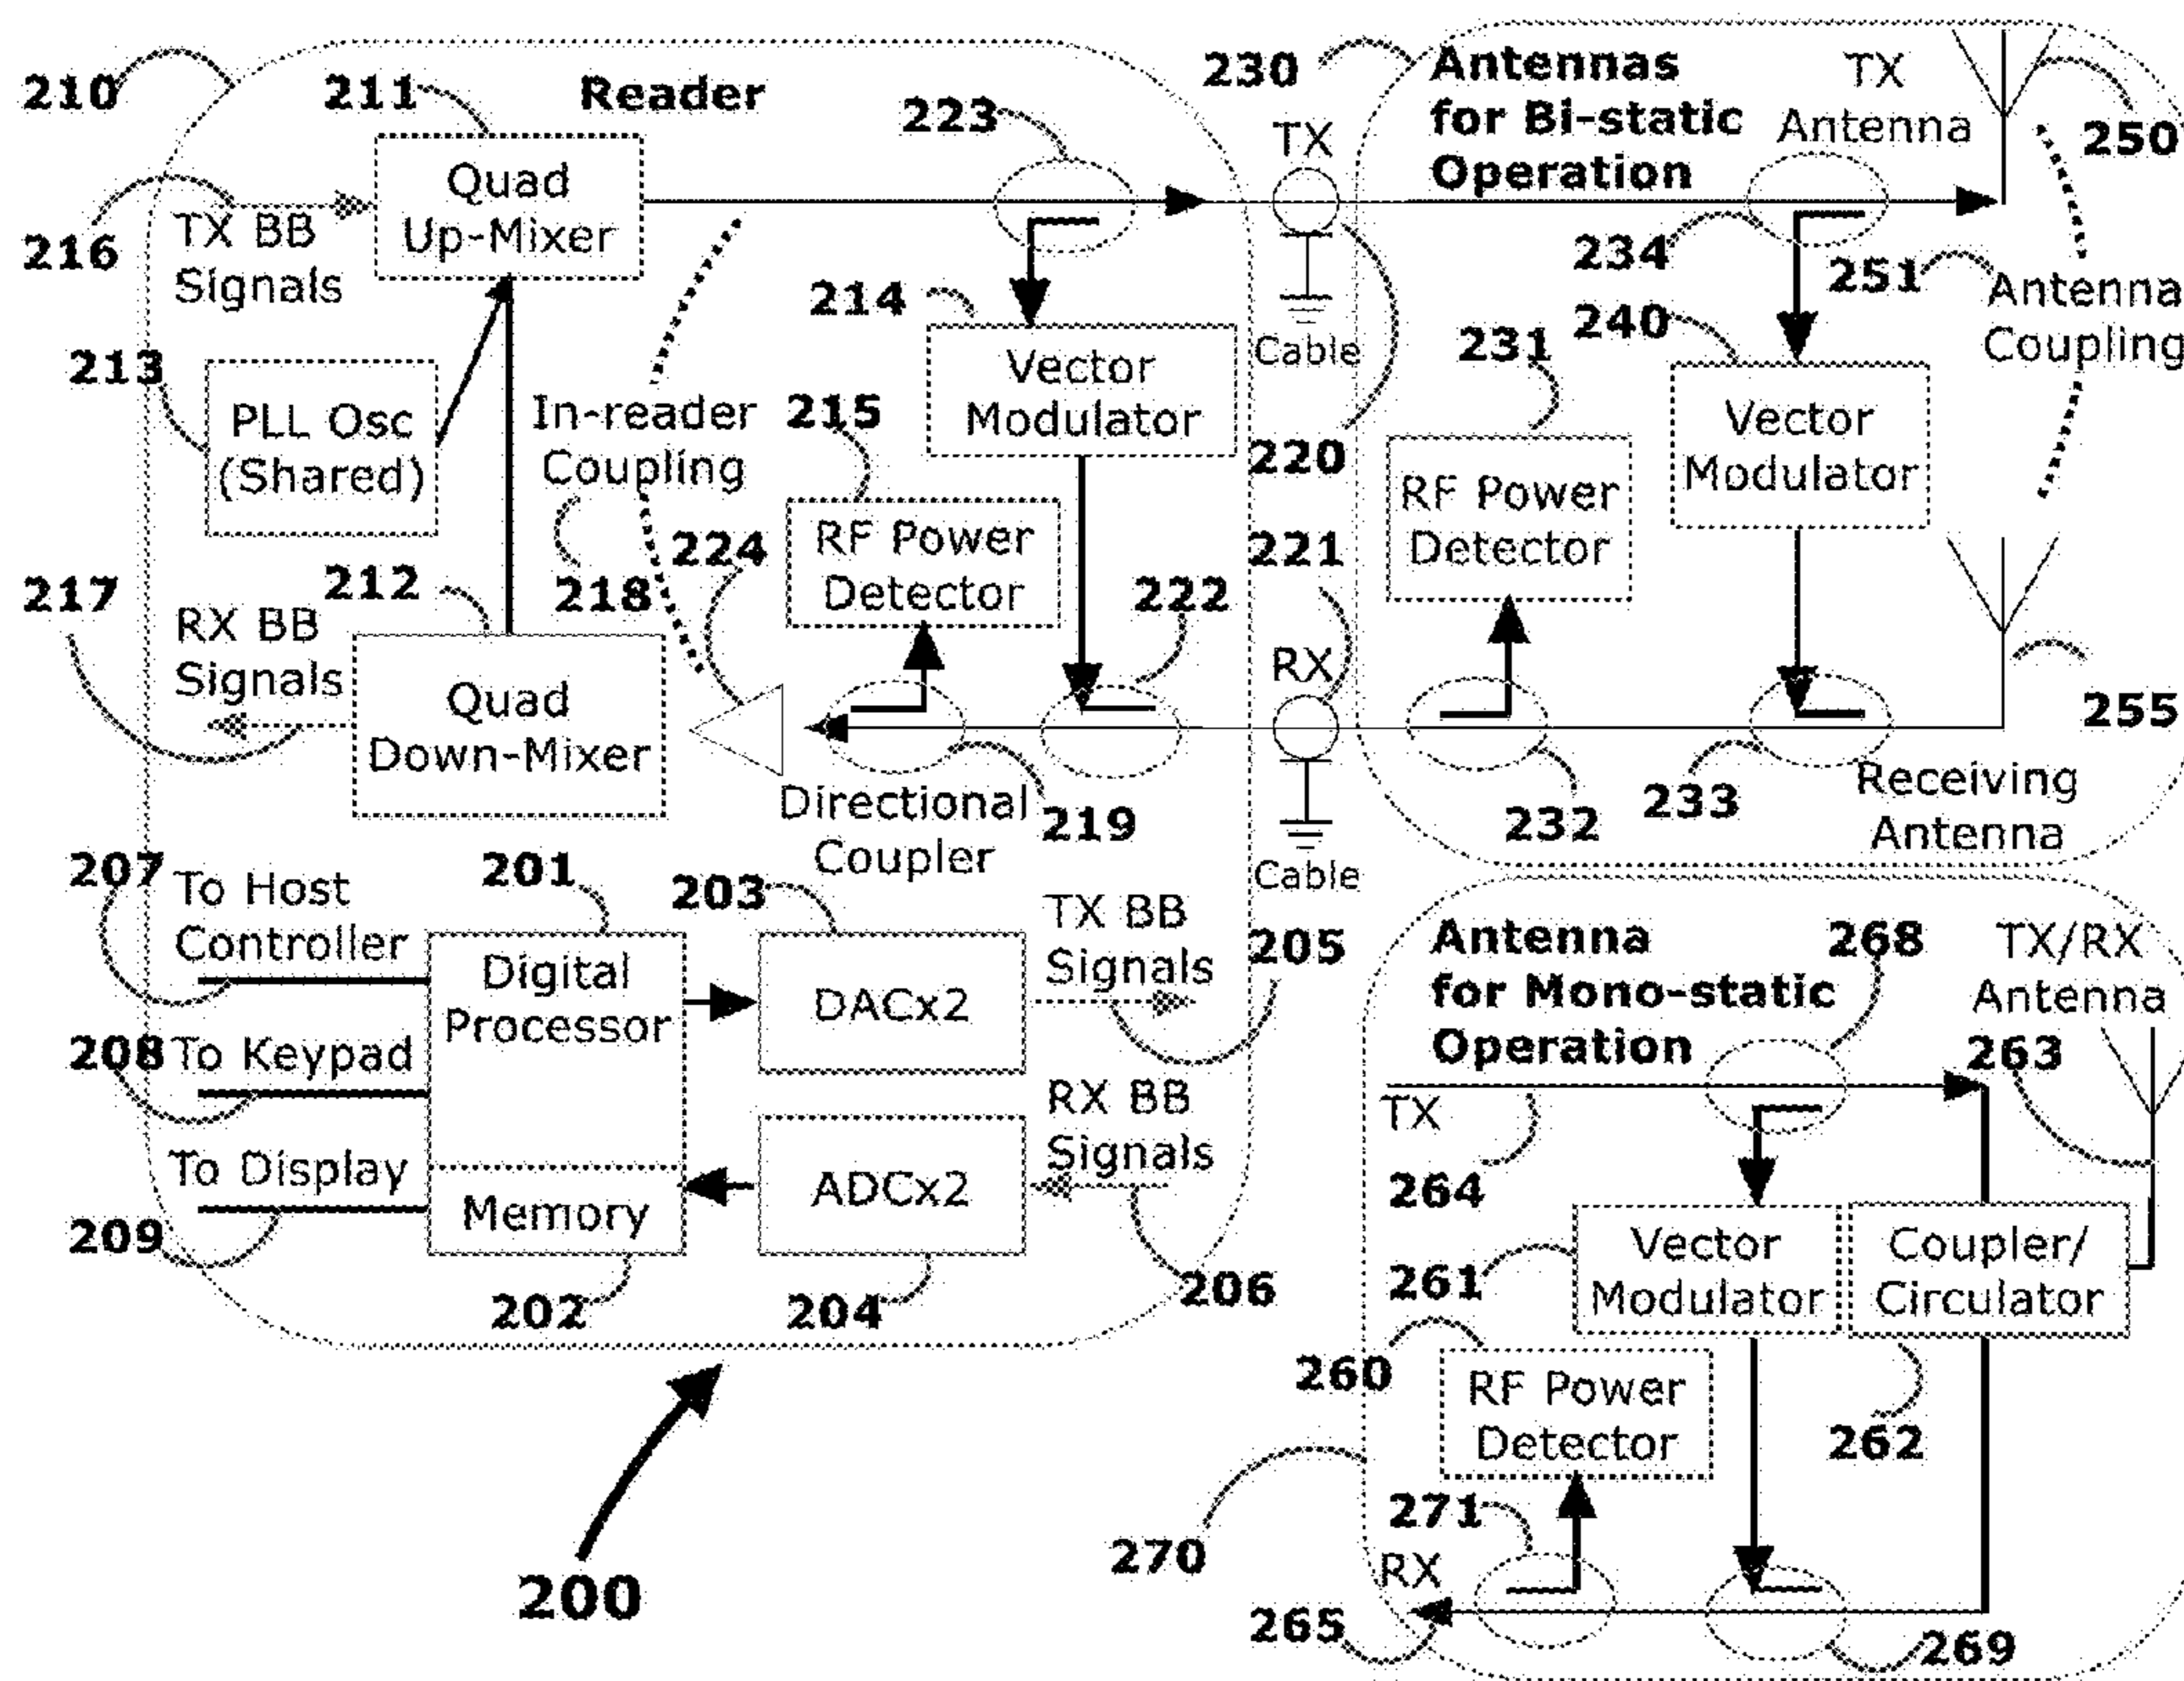 210
211
Reader
223
216
TX BB
Signals
Quad
Up-Mixer
214
Vector
Modulator
213
PLL Osc
(Shared)
In-reader
Coupling
215
RF Power
Detector
224
218
222
217
212
RX BB
Signals
Quad
Down-Mixer
Directional
Coupler
219
207
To Host
Controller
201
203
TX BB
Signals
205
Digital
Processor
DACx2
208
To Keypad
RX BB
Signals
To Display
ADCx2
Memory
209
202
204
206
200
230
Antennas
for Bi-static
Operation
TX
Antenna
250
TX
234
251
Antenna
Coupling
Cable
231
240
Vector
Modulator
220
RF Power
Detector
221
RX
255
232
233
Receiving
Antenna
Cable
Antenna
for Mono-static
Operation
268
TX/RX
Antenna
263
TX
264
261
Vector
Modulator
Coupler/
Circulator
260
RF Power
Detector
262
271
270
RX
265
269